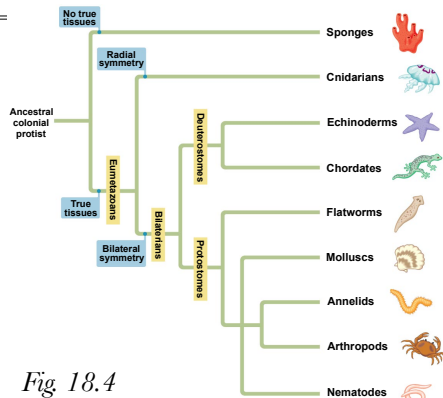 No true
tissues
Sponges
Radial
symmetry
Cnidarians
Ancestral
colonial
protist
Echinoderms
Deuterostomes
Chordates
Eumetazoans
True
tissues
Bilaterians
Flatworms
Bilateral
symmetry
Protostomes
Molluscs
Annelids
Arthropods
Nematodes
Fig. 18.4